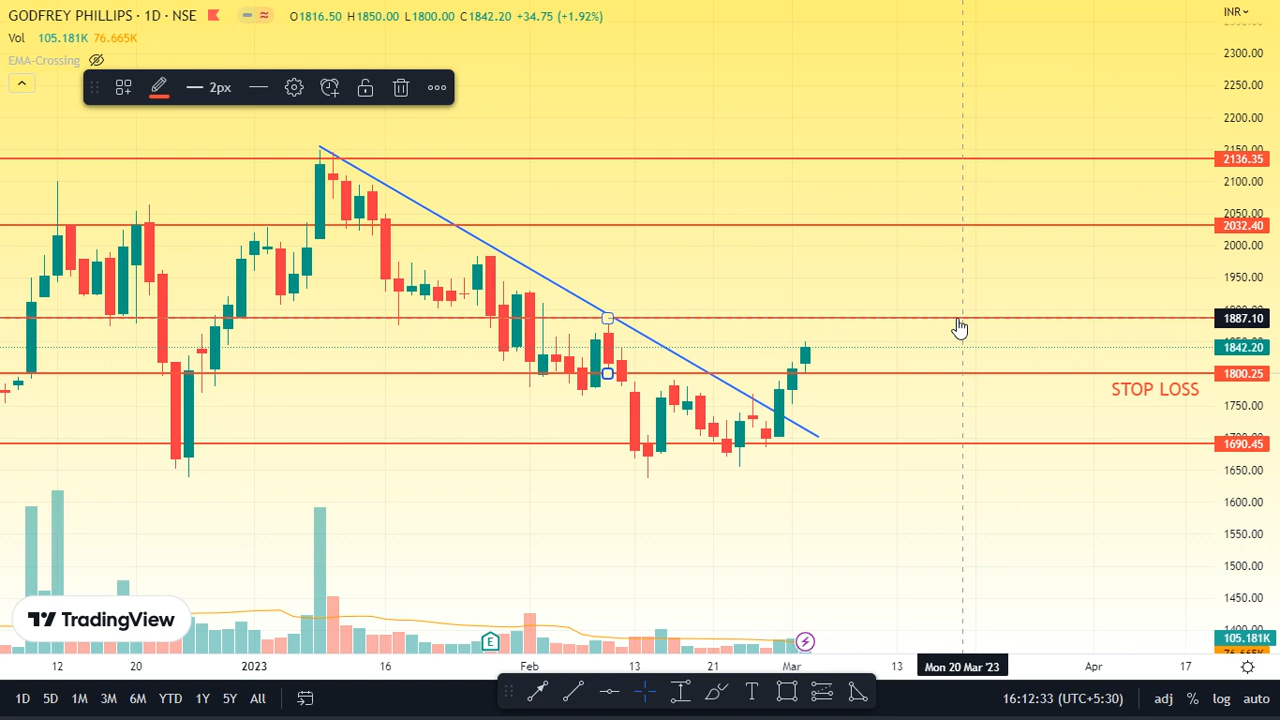 GODFREY PHILLIPS · 1D · NSE O1816.50 H1850.00 L1800.00 C1842.20 +34.75 (+1.92%) INR
Vol 105.181K 76.665K
EMA-Crossing
2px
2300.00
2250.00
2200.00
2150.00
2136.35
2100.00
2050.00
2032.40
2000.00
1950.00
1887.10
1842.20
1800.25
STOP LOSS
1750.00
1690.45
1650.00
1600.00
1550.00
1500.00
1450.00
TradingView
E
105.181K
12 20 2023 16 Feb 13 21 Mar 13 Mon 20 Mar '23 Apr 17
1D 5D 1M 3M 6M YTD 1Y 5Y All T 16:12:33 (UTC+5:30) adj % log auto